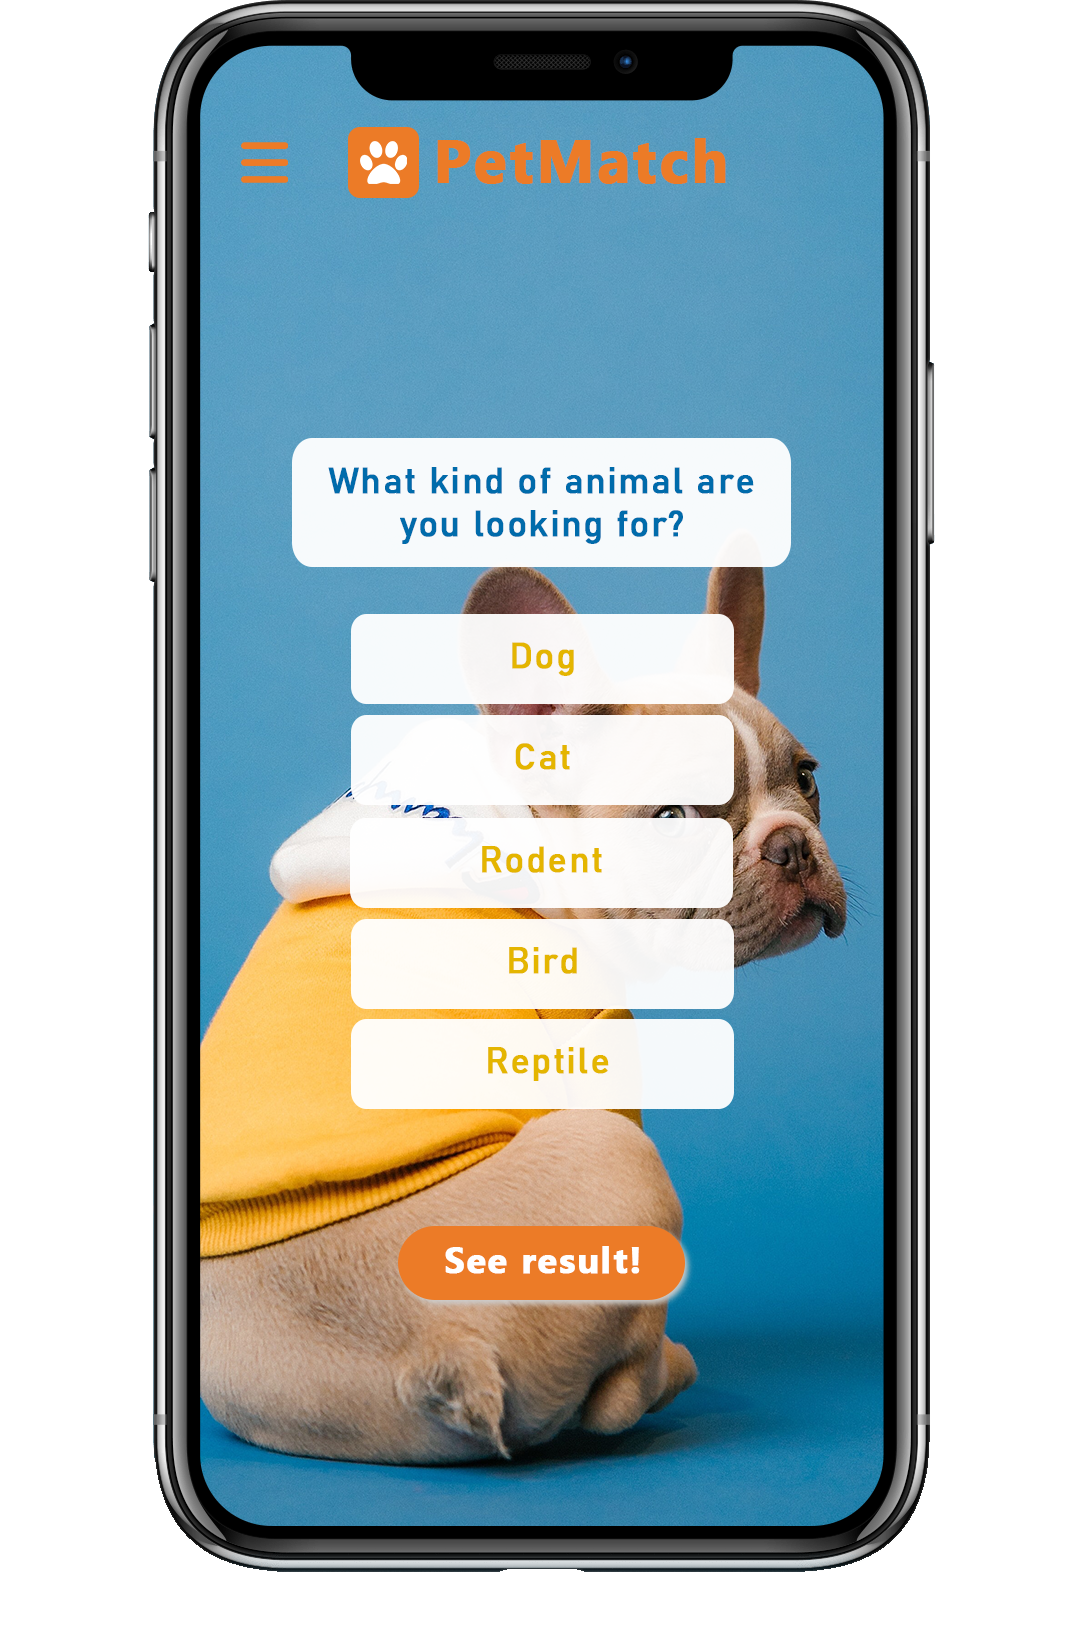 PetMatch
What kind of animal are
you looking for?
Dog
Cat
Rodent
Bird
Reptile
See result!